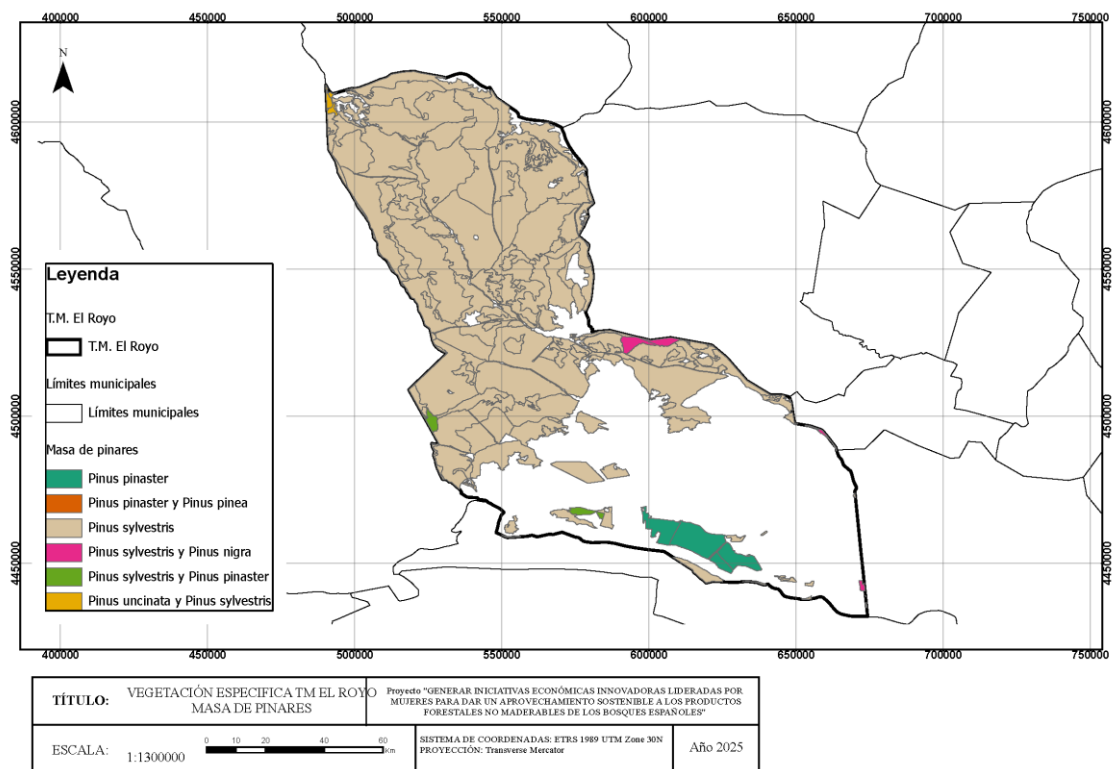 400000 450000 500000 550000 600000 650000 700000 750000
N
4600000 4600000
4550000 4550000
4500000 4500000
4450000 4450000
Leyenda
T.M. El Royo
T.M. El Royo
Límites municipales
Límites municipales
Masa de pinares
Pinus pinaster
Pinus pinaster y Pinus pinea
Pinus sylvestris
Pinus sylvestris y Pinus nigra
Pinus sylvestris y Pinus pinaster
Pinus uncinata y Pinus sylvestris
400000 450000 500000 550000 600000 650000 700000 750000
TÍTULO: VEGETACIÓN ESPECIFICA TM EL ROYO
MASA DE PINARES
Proyecto "GENERAR INICIATIVAS ECONÓMICAS INNOVADORAS LIDERADAS POR
MUJERES PARA DAR UN APROVECHAMIENTO SOSTENIBLE A LOS PRODUCTOS
FORESTALES NO MADERABLES DE LOS BOSQUES ESPAÑOLES"
ESCALA: 1:1300000
0 10 20 40 60
Km
SISTEMA DE COORDENADAS: ETRS 1989 UTM Zone 30N
PROYECCIÓN: Transverse Mercator
Año 2025